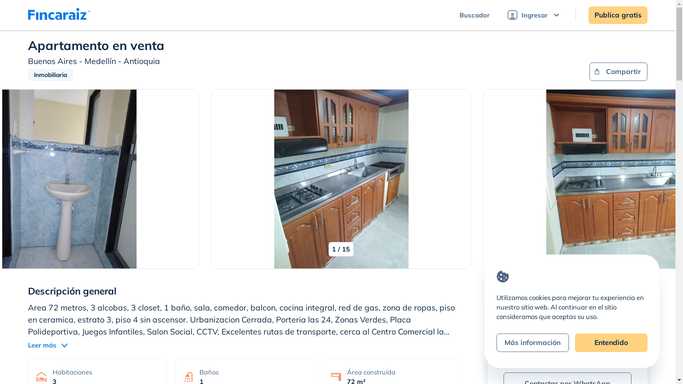 Fincaraiz
Buscador
Ingresar
Publica gratis
Apartamento en venta
Buenos Aires - Medellín - Antioquia
Inmobiliaria
Compartir
1 / 15
Descripción general
Area 72 metros, 3 alcobas, 3 closet, 1 baño, sala, comedor, balcon, cocina integral, red de gas, zona de ropas, piso
en ceramica, estrato 3, piso 4 sin ascensor. Urbanizacion Cerrada, Porteria las 24, Zonas Verdes, Placa
Polideportiva, Juegos Infantiles, Salon Social, CCTV, Excelentes rutas de transporte, cerca al Centro Comercial la...
Leer más
Utilizamos cookies para mejorar tu experiencia en
nuestro sitio web. Al continuar en el sitio
consideramos que aceptas su uso.
Más información
Entendido
Habitaciones
3
Baños
1
Área construida
72 m²
Contactar por WhatsApp